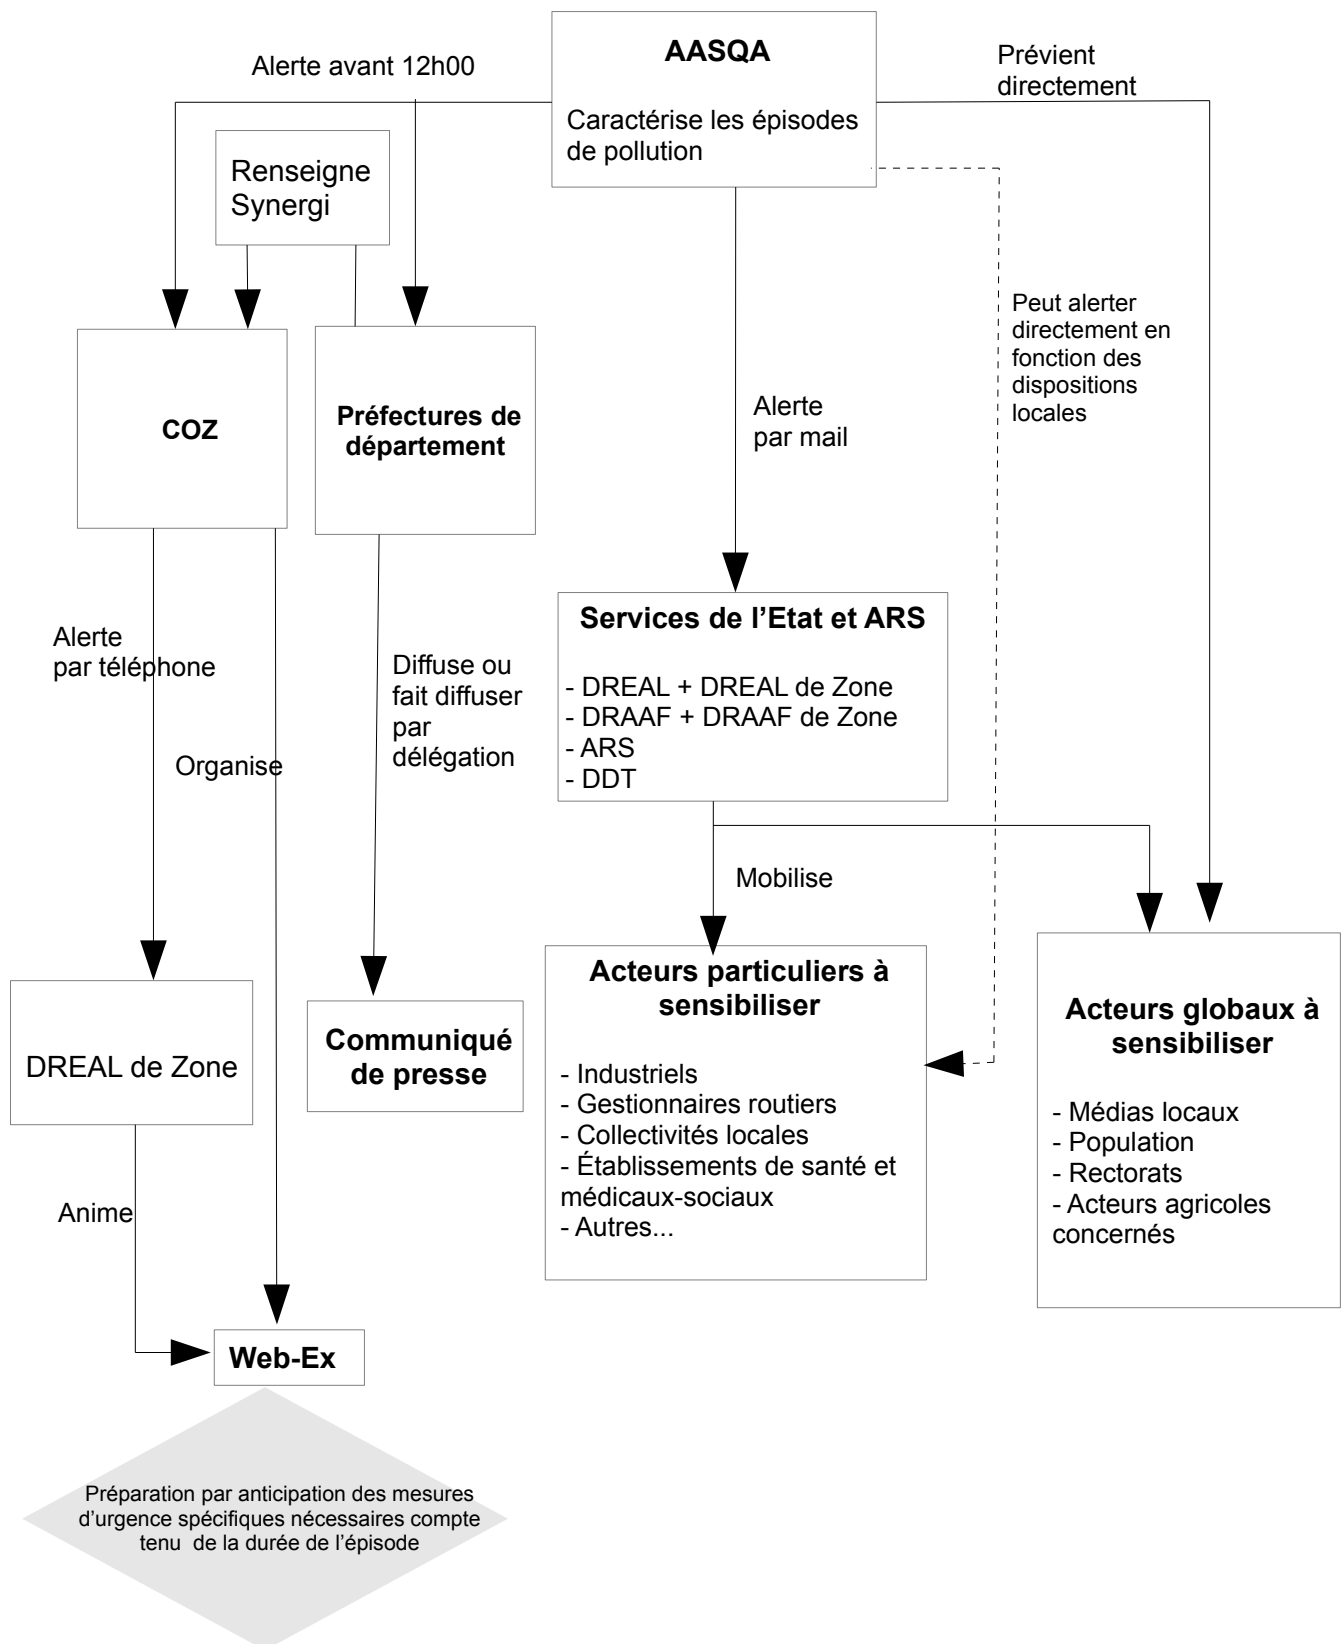 AASQA
Caractérise les épisodes
de pollution
Alerte avant 12h00
Prévient
directement
Renseigne
Synergi
Peut alerter
directement en
fonction des
dispositions
locales
COZ
Préfectures de
département
Alerte
par mail
Services de l’Etat et ARS
- DREAL + DREAL de Zone
- DRAAF + DRAAF de Zone
- ARS
- DDT
Alerte
par téléphone
Organise
Diffuse ou
fait diffuser
par
délégation
Mobilise
DREAL de Zone
Communiqué
de presse
Acteurs particuliers à
sensibiliser
- Industriels
- Gestionnaires routiers
- Collectivités locales
- Établissements de santé et
médicaux-sociaux
- Autres...
Acteurs globaux à
sensibiliser
- Médias locaux
- Population
- Rectorats
- Acteurs agricoles
concernés
Anime
Web-Ex
Préparation par anticipation des mesures
d’urgence spécifiques nécessaires compte
tenu de la durée de l’épisode